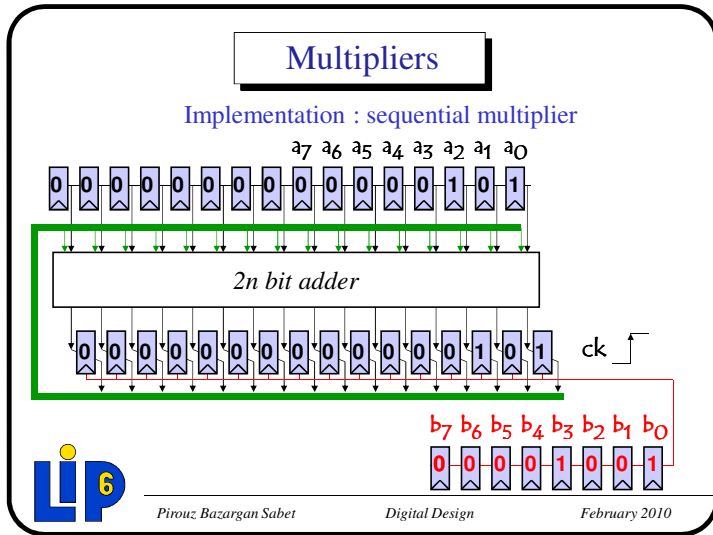 Multipliers
Implementation : sequential multiplier
a7 a6 a5 a4 a3 a2 a1 a0
0 0 0 0 0 0 0 0 0 0 0 0 0 1 0 1
2n bit adder
0 0 0 0 0 0 0 0 0 0 0 0 0 1 0 1
ck
b7 b6 b5 b4 b3 b2 b1 b0
0 0 0 0 1 0 0 1
LiP6
Pirouz Bazargan Sabet Digital Design February 2010